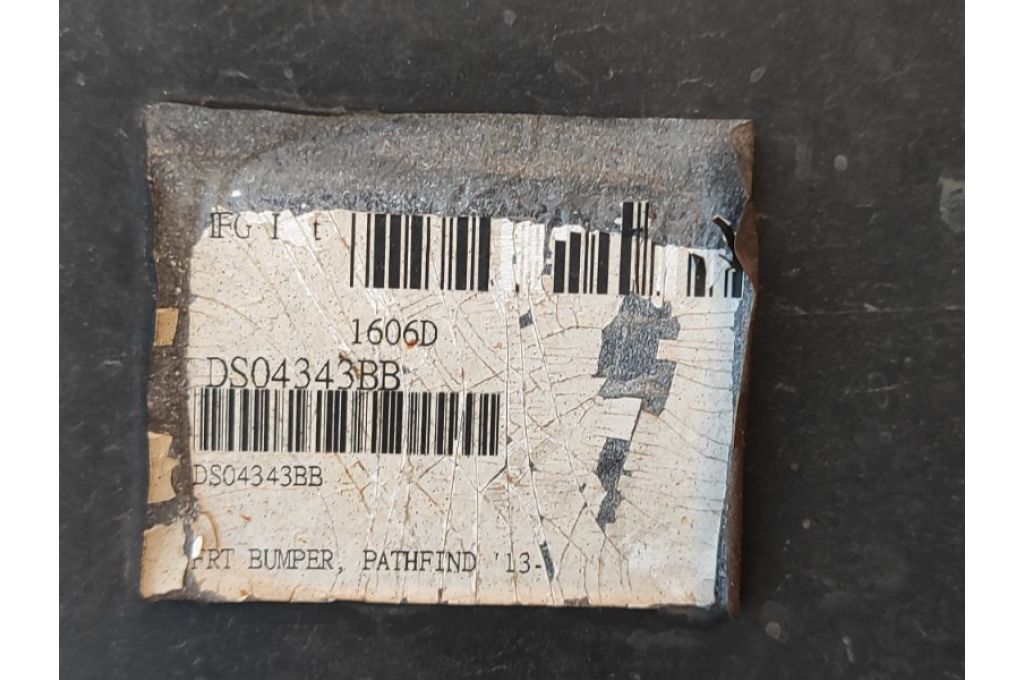 1606D
DS04343BB
DS04343BB
FRT BUMPER, PATHFIND '13-